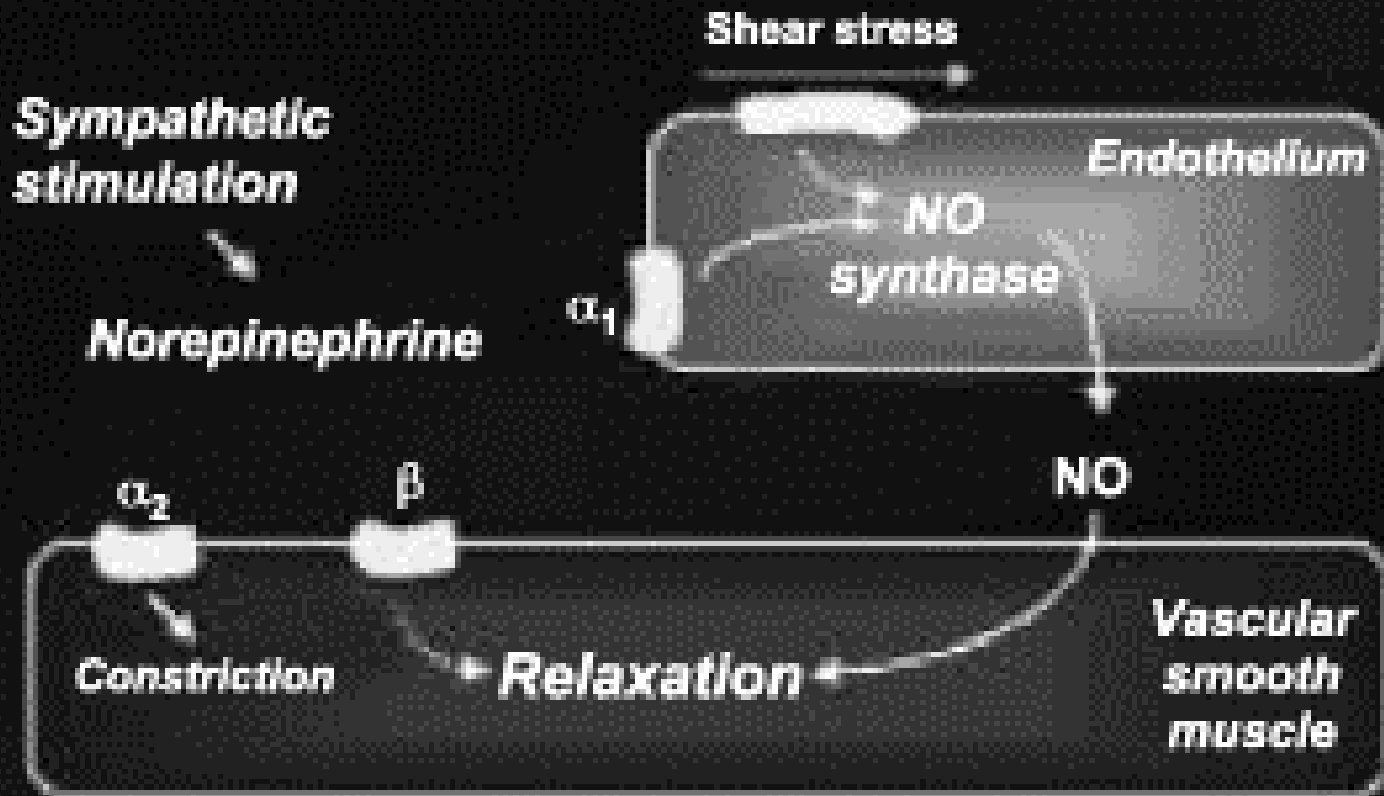 Shear stress
Sympathetic
stimulation
Endothelium
NO
synthase
α1
Norepinephrine
NO
α2
β
Constriction
Relaxation
Vascular
smooth
muscle